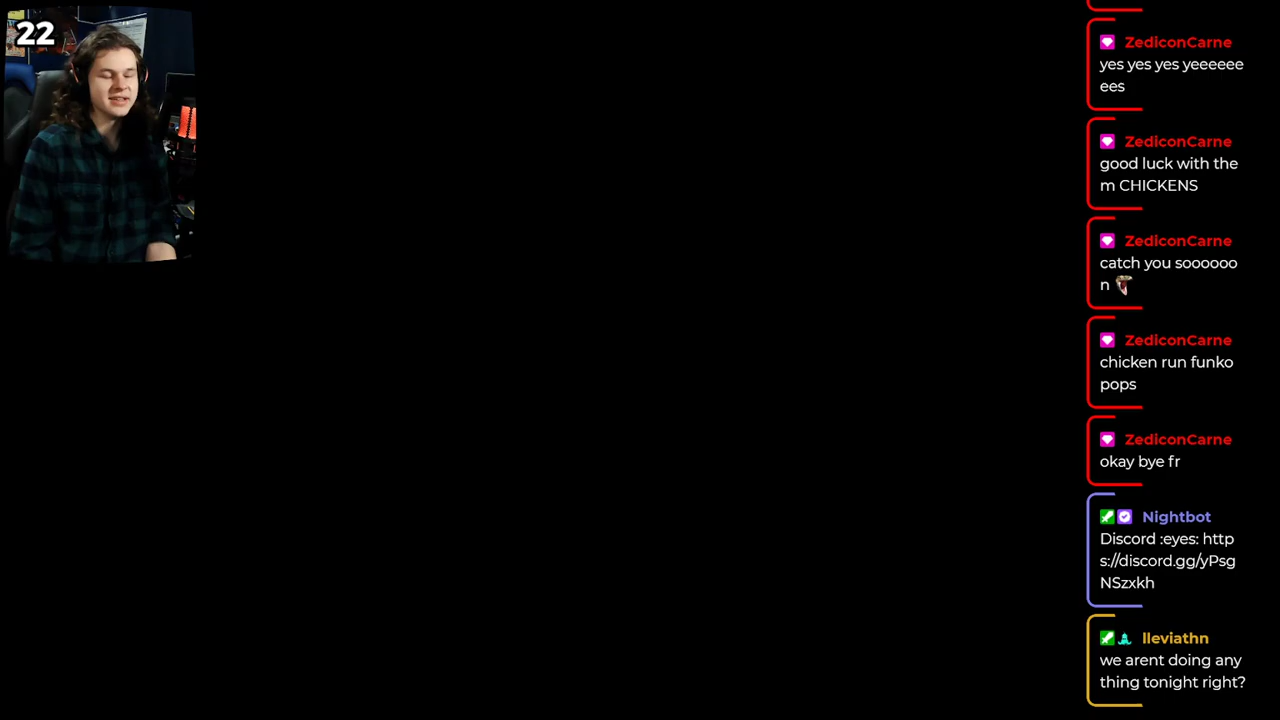 22
ZediconCarne
yes yes yes yeeeeee
ees
ZediconCarne
good luck with the
m CHICKENS
ZediconCarne
catch you soooooo
n
ZediconCarne
chicken run funko
pops
ZediconCarne
okay bye fr
Nightbot
Discord :eyes: http
s://discord.gg/yPsg
NSzxkh
lleviathn
we arent doing any
thing tonight right?